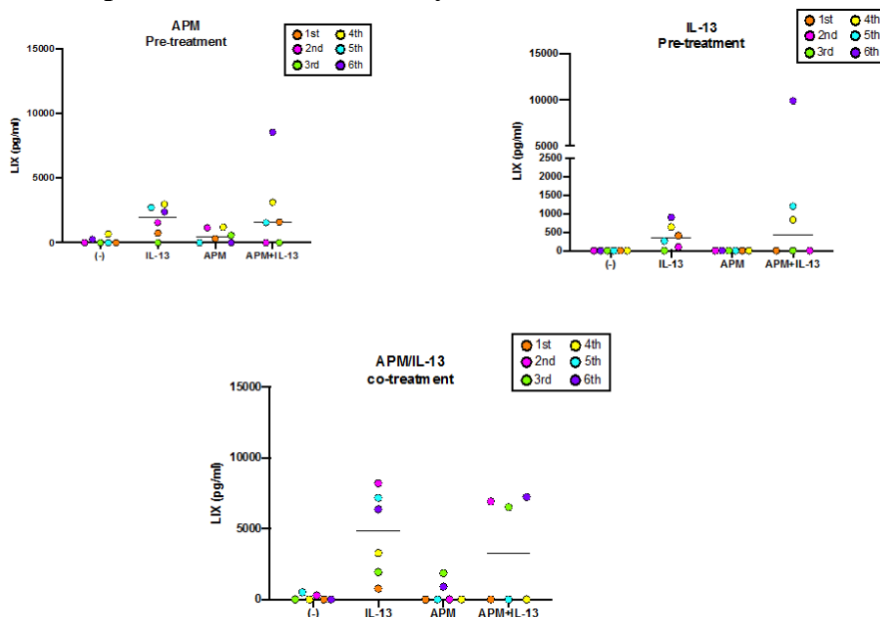 APM
Pre-treatment
1st 4th
2nd 5th
3rd 6th
15000
10000
5000
0
LIX (pg/ml)
(-) IL-13 APM APM+IL-13
IL-13
Pre-treatment
1st 4th
2nd 5th
3rd 6th
15000
10000
5000
2500
2000
1500
1000
500
0
LIX (pg/ml)
(-) IL-13 APM APM+IL-13
APM/IL-13
co-treatment
1st 4th
2nd 5th
3rd 6th
15000
10000
5000
0
LIX (pg/ml)
(-) IL-13 APM APM+IL-13